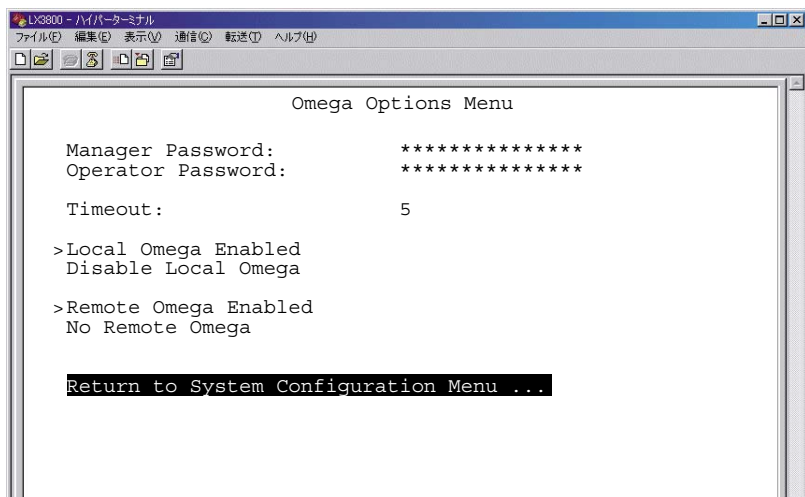 LX3800 - ハイパーターミナル
ファイル(F) 編集(E) 表示(V) 通信(C) 転送(T) ヘルプ(H)
Omega Options Menu
Manager Password: ***************
Operator Password: ***************
Timeout: 5
>Local Omega Enabled
Disable Local Omega
>Remote Omega Enabled
No Remote Omega
Return to System Configuration Menu ...